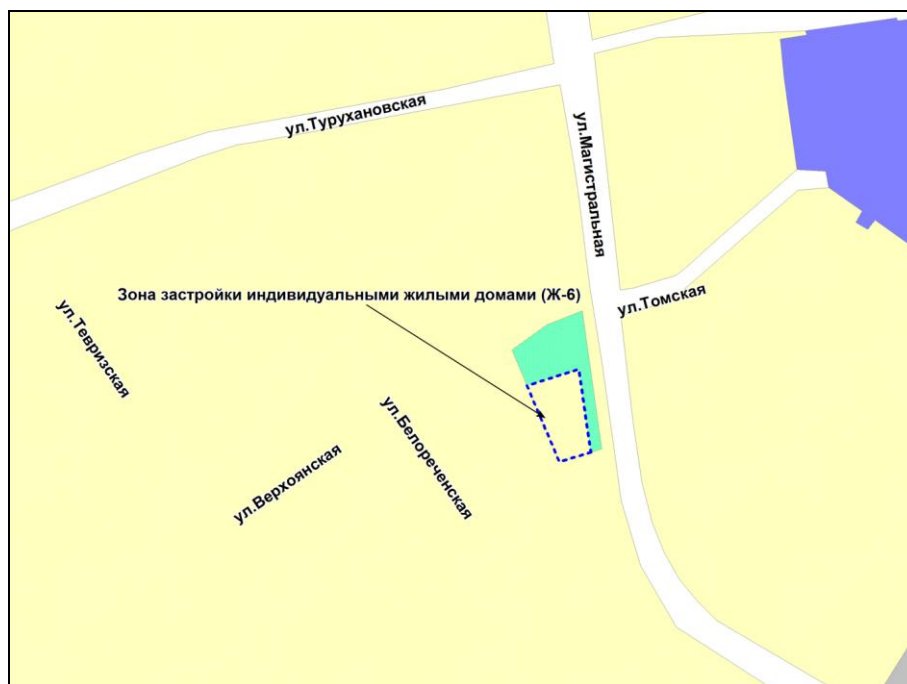 ул.Турухановская
ул.Магистральная
Зона застройки индивидуальными жилыми домами (Ж-6)
ул.Томская
ул.Тевризская
ул.Белореченская
ул.Верхоянская